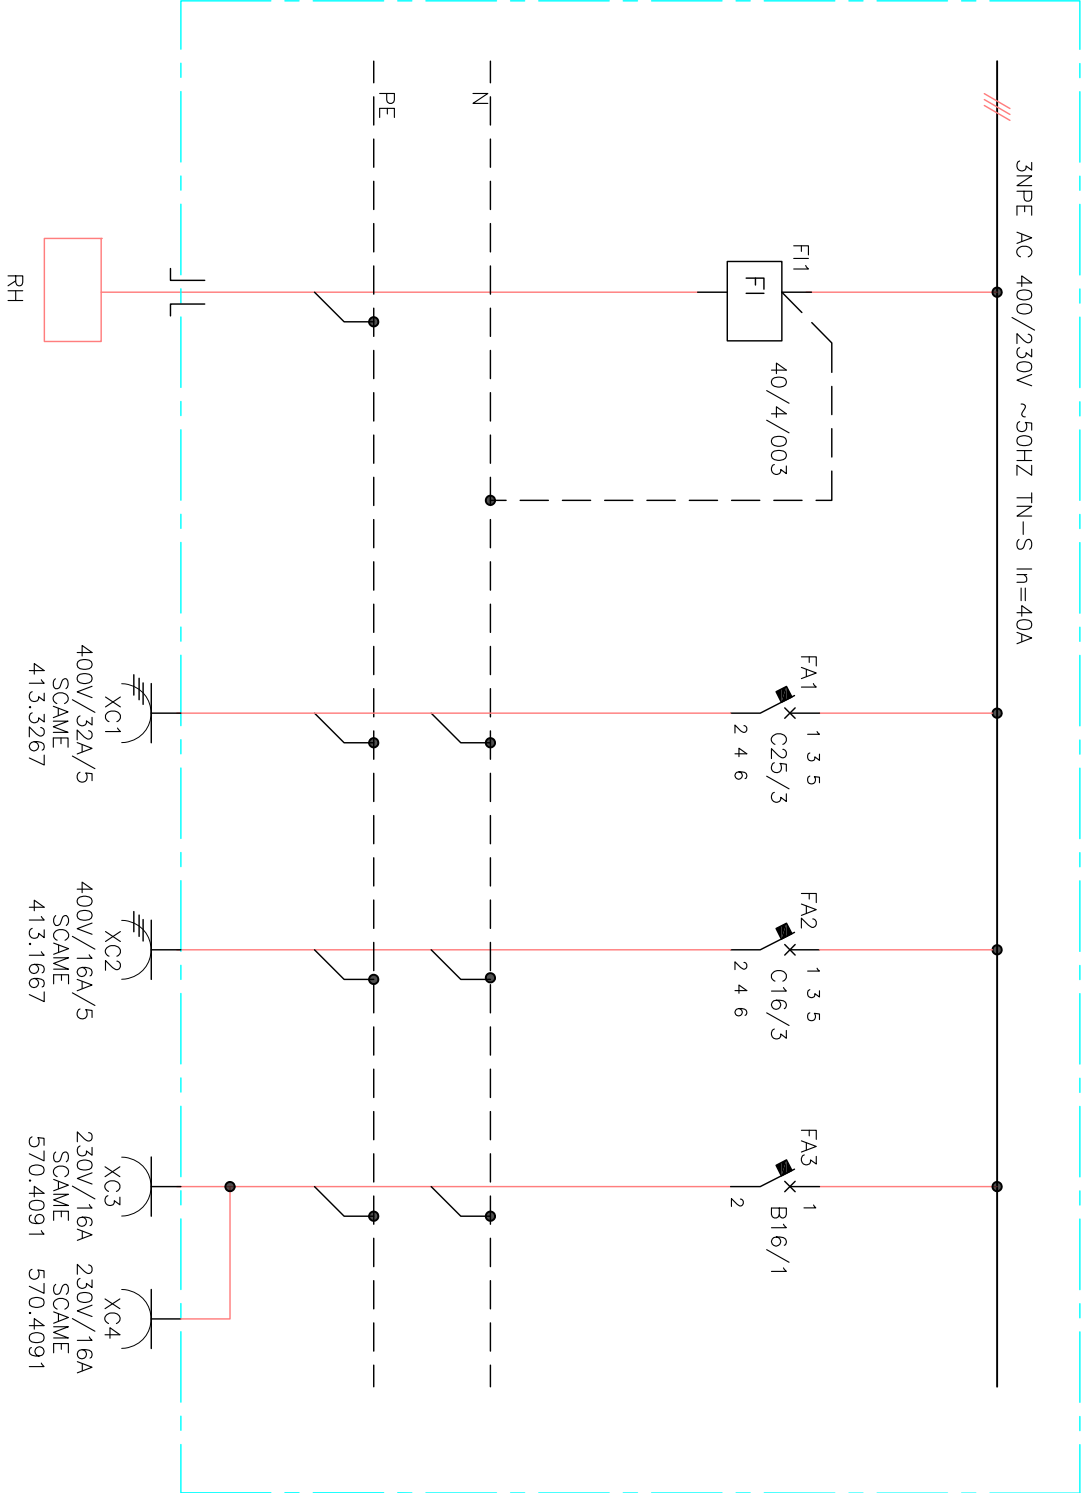 3NPE AC 400/230V ~50HZ TN-S In=40A
FI1
FI
40/4/003
FA1
1 3 5
C25/3
2 4 6
FA2
1 3 5
C16/3
2 4 6
FA3
1
B16/1
2
N
PE
RH
XC1
400V/32A/5
SCAME
413.3267
XC2
400V/16A/5
SCAME
413.1667
XC3
230V/16A
SCAME
570.4091
XC4
230V/16A
SCAME
570.4091